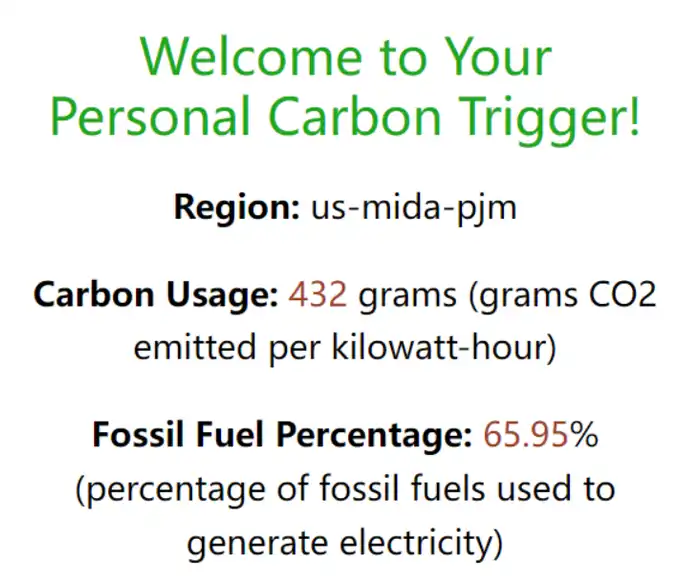 Welcome to Your
Personal Carbon Trigger!
Region: us-mida-pjm
Carbon Usage: 432 grams (grams CO2
emitted per kilowatt-hour)
Fossil Fuel Percentage: 65.95%
(percentage of fossil fuels used to
generate electricity)